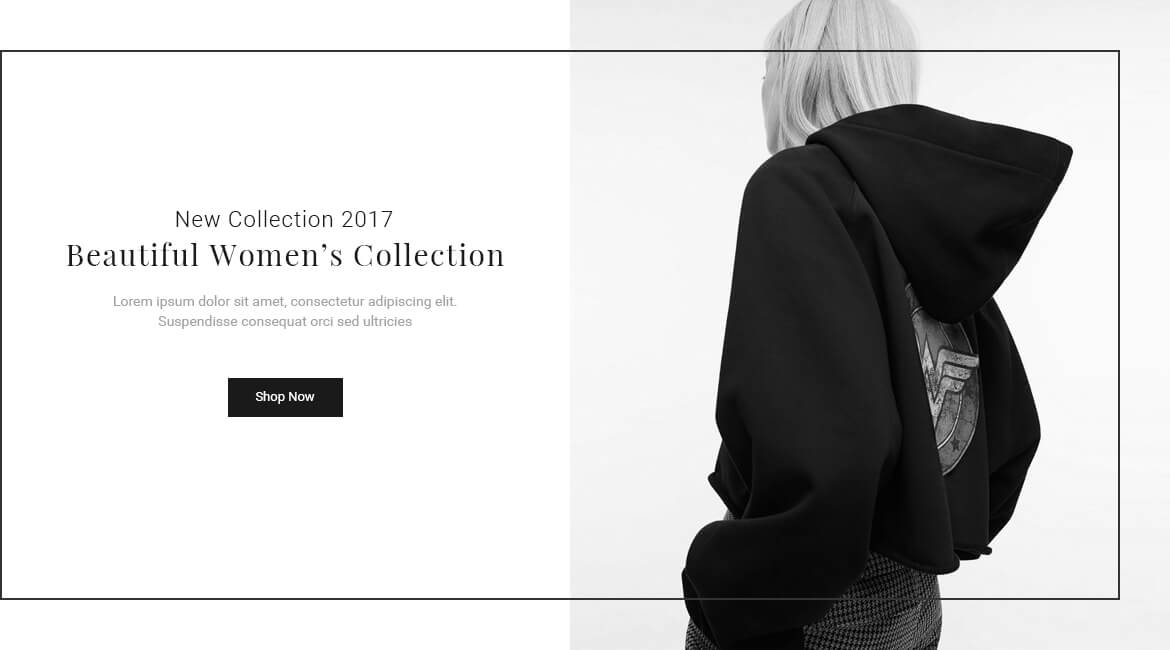 New Collection 2017
Beautiful Women’s Collection
Lorem ipsum dolor sit amet, consectetur adipiscing elit.
Suspendisse consequat orci sed ultricies
Shop Now